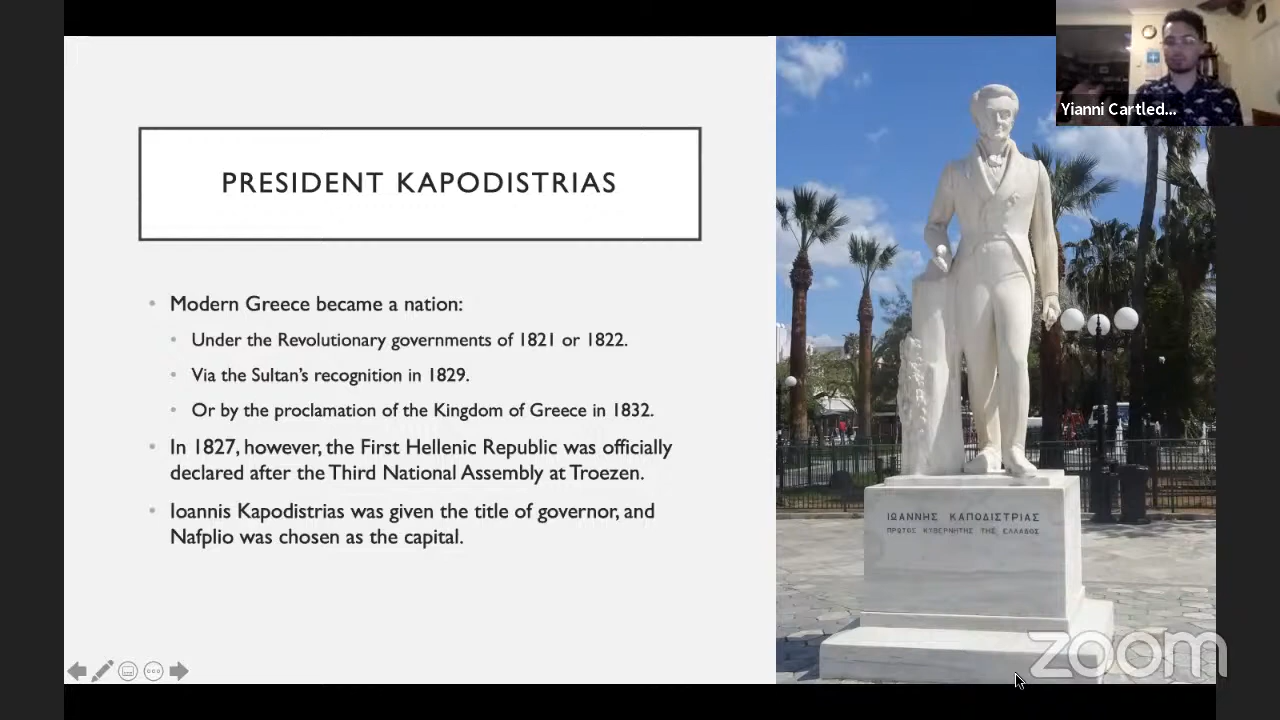 PRESIDENT KAPODISTRIAS
Modern Greece became a nation:
Under the Revolutionary governments of 1821 or 1822.
Via the Sultan's recognition in 1829.
Or by the proclamation of the Kingdom of Greece in 1832.
In 1827, however, the First Hellenic Republic was officially
declared after the Third National Assembly at Troezen.
Ioannis Kapodistrias was given the title of governor, and
Nafplio was chosen as the capital.
Yianni Cartled...
ΙΩΑΝΝΗΣ ΚΑΠΟΔΙΣΤΡΙΑΣ
ΠΡΩΤΟΣ ΚΥΒΕΡΝΗΤΗΣ ΤΗΣ ΕΛΛΑΔΟΣ
zoom